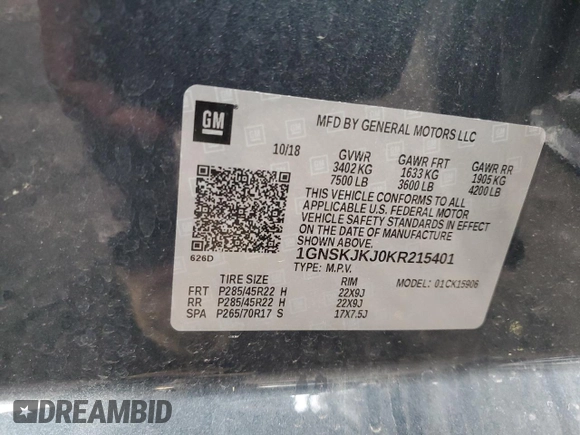 GM
MFD BY GENERAL MOTORS LLC
10/18 GVWR GAWR FRT GAWR RR
3402 KG 1633 KG 1905 KG
7500 LB 3600 LB 4200 LB
THIS VEHICLE CONFORMS TO ALL
APPLICABLE U.S. FEDERAL MOTOR
VEHICLE SAFETY STANDARDS IN EFFECT
ON THE DATE OF MANUFACTURE
SHOWN ABOVE.
626D 1GNSKJKJ0KR215401
TYPE: M.P.V. MODEL: 01CK15906
TIRE SIZE RIM
FRT P285/45R22 H 22X9J
RR P285/45R22 H 22X9J
SPA P265/70R17 S 17X7.5J
DREAMBID